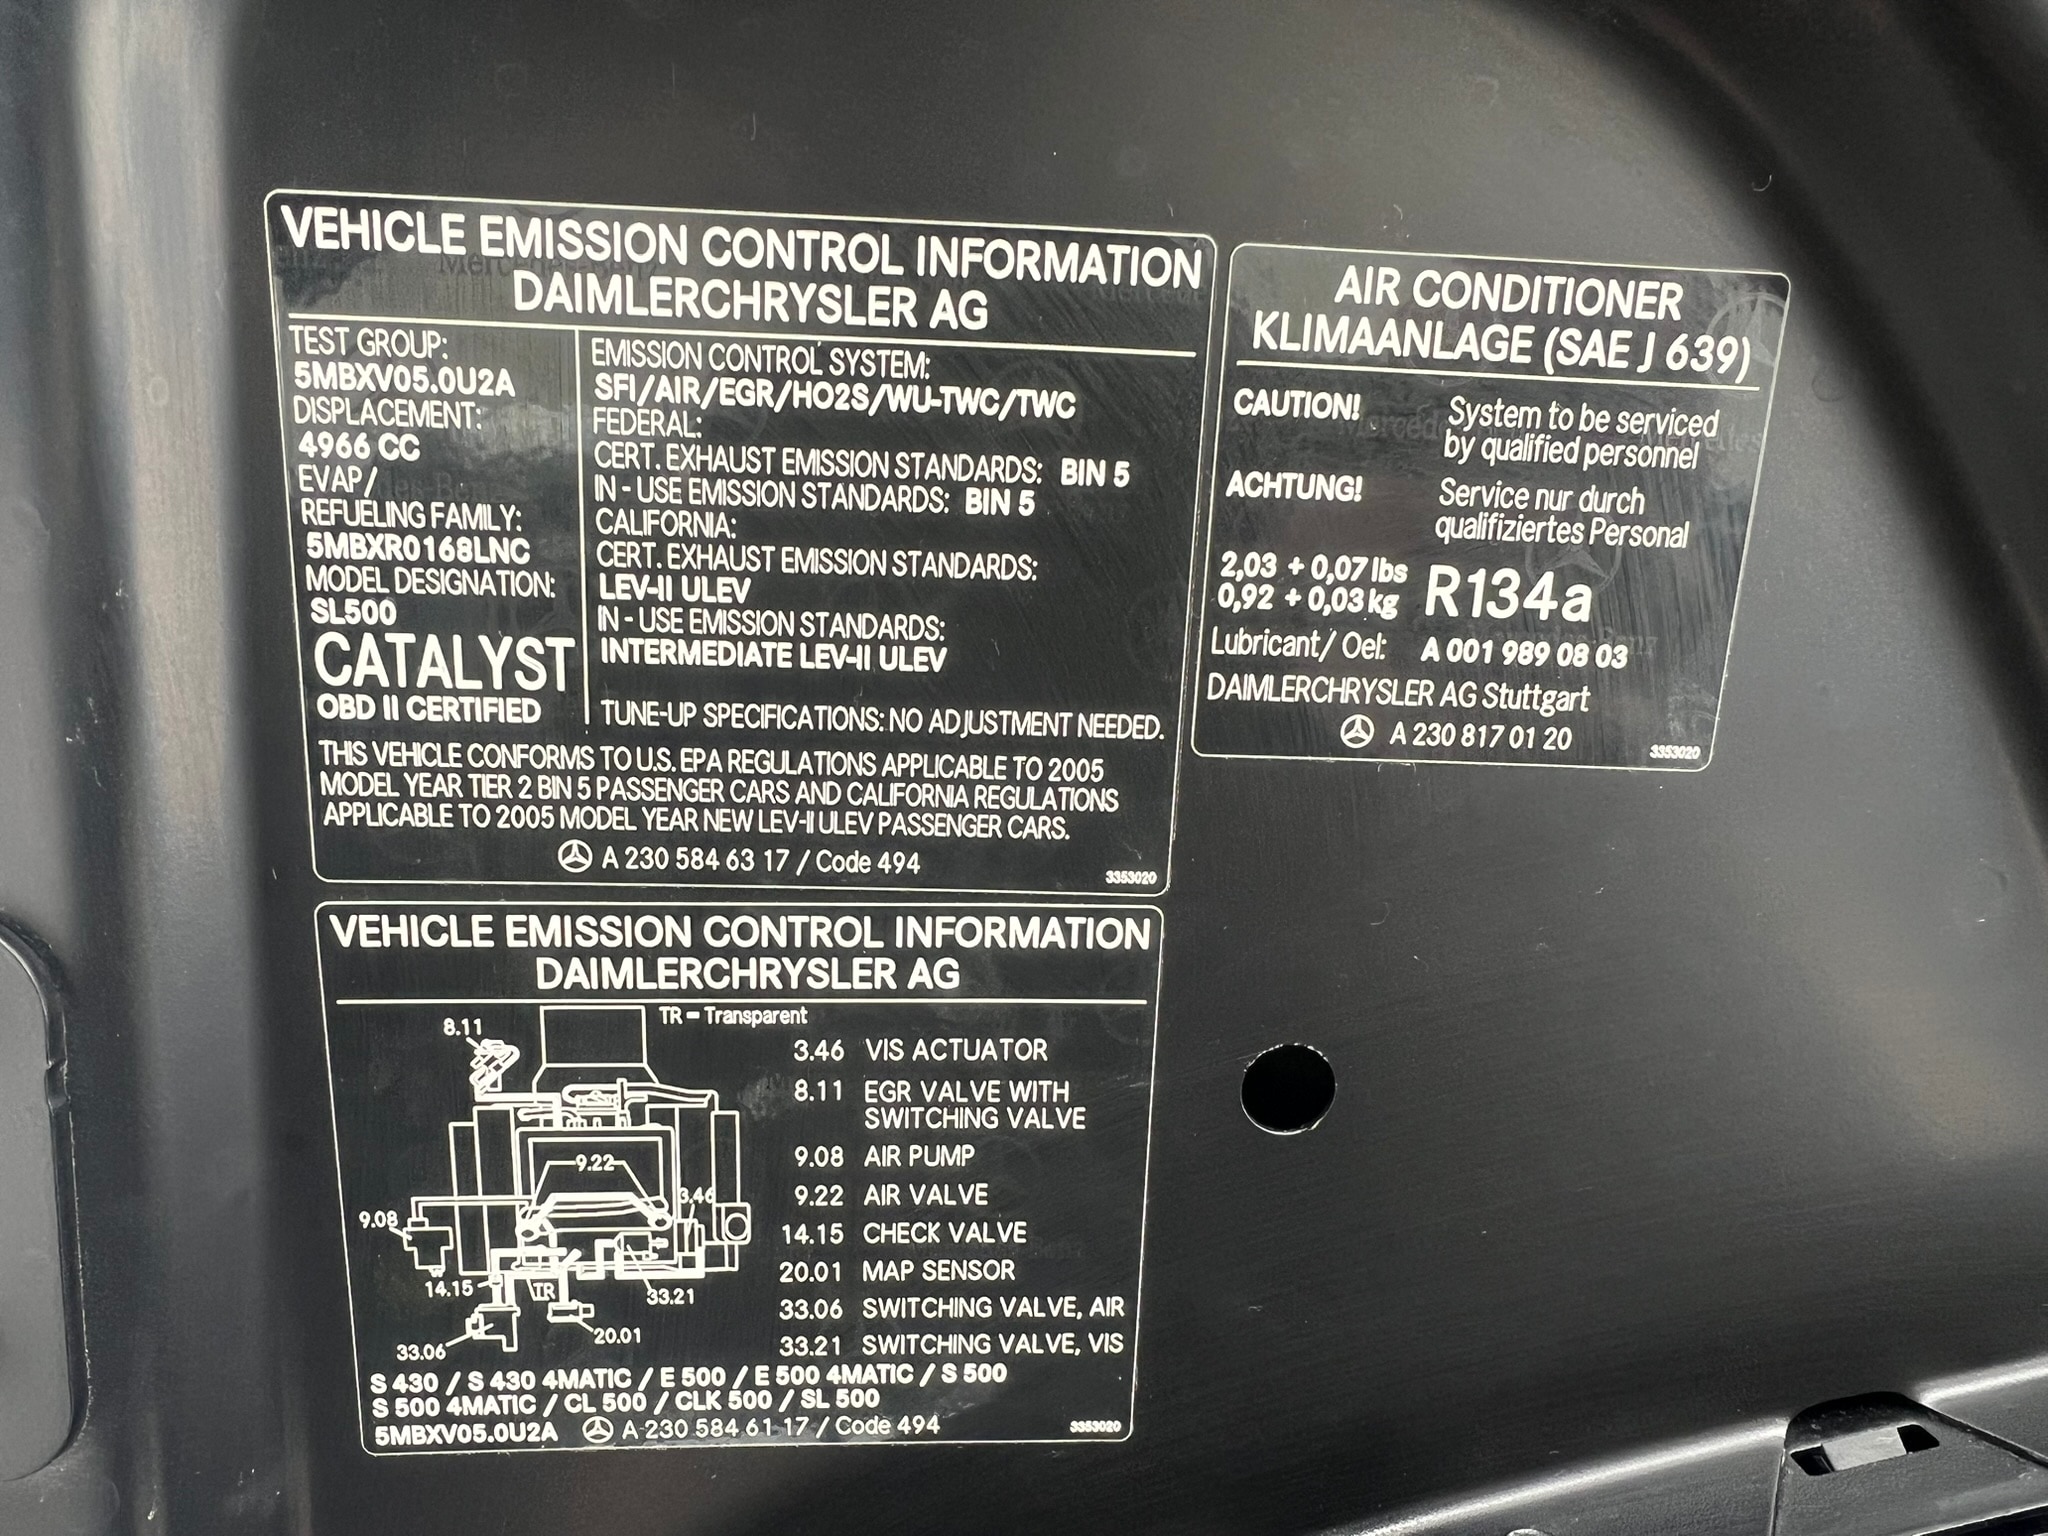 VEHICLE EMISSION CONTROL INFORMATION
DAIMLERCHRYSLER AG
TEST GROUP:
5MBXV05.0U2A
DISPLACEMENT:
4966 CC
EVAP/
REFUELING FAMILY:
5MBXR0168LNC
MODEL DESIGNATION:
SL500
CATALYST
OBD II CERTIFIED
EMISSION CONTROL SYSTEM:
SFI/AIR/EGR/HO2S/WU-TWC/TWC
FEDERAL:
CERT. EXHAUST EMISSION STANDARDS: BIN 5
IN - USE EMISSION STANDARDS: BIN 5
CALIFORNIA:
CERT. EXHAUST EMISSION STANDARDS:
LEV-II ULEV
IN - USE EMISSION STANDARDS:
INTERMEDIATE LEV-II ULEV
TUNE-UP SPECIFICATIONS: NO ADJUSTMENT NEEDED.
THIS VEHICLE CONFORMS TO U.S. EPA REGULATIONS APPLICABLE TO 2005
MODEL YEAR TIER 2 BIN 5 PASSENGER CARS AND CALIFORNIA REGULATIONS
APPLICABLE TO 2005 MODEL YEAR NEW LEV-II ULEV PASSENGER CARS.
A 230 584 63 17 / Code 494
3353020
AIR CONDITIONER
KLIMAANLAGE (SAE J 639)
CAUTION! System to be serviced
by qualified personnel
ACHTUNG! Service nur durch
qualifiziertes Personal
2,03 + 0,07 lbs
0,92 + 0,03 kg
R134a
Lubricant/ Oel: A 001 989 08 03
DAIMLERCHRYSLER AG Stuttgart
A 230 817 01 20
3353020
VEHICLE EMISSION CONTROL INFORMATION
DAIMLERCHRYSLER AG
TR = Transparent
8.11
9.22
3.46
9.08
14.15
TR
33.21
20.01
33.06
3.46 VIS ACTUATOR
8.11 EGR VALVE WITH
SWITCHING VALVE
9.08 AIR PUMP
9.22 AIR VALVE
14.15 CHECK VALVE
20.01 MAP SENSOR
33.06 SWITCHING VALVE, AIR
33.21 SWITCHING VALVE, VIS
S 430 / S 430 4MATIC / E 500 / E 500 4MATIC / S 500
S 500 4MATIC / CL 500 / CLK 500 / SL 500
5MBXV05.0U2A A 230 584 61 17 / Code 494
3353020